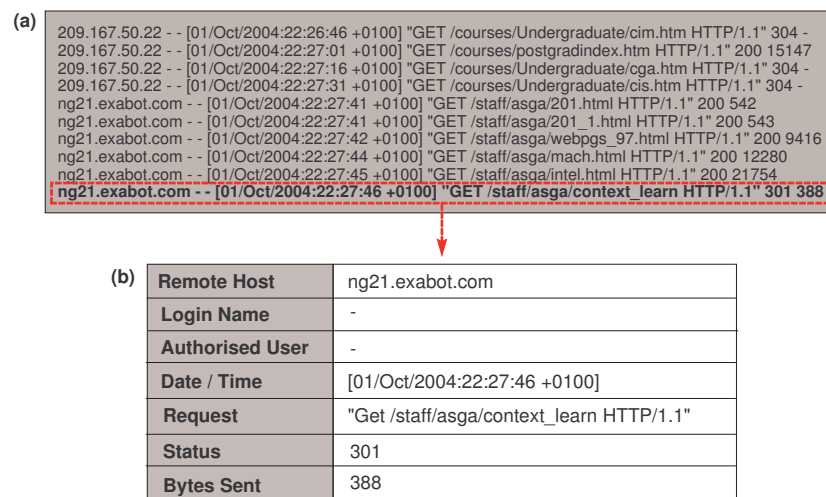 (a)
209.167.50.22 - - [01/Oct/2004:22:26:46 +0100] "GET /courses/Undergraduate/cim.htm HTTP/1.1" 304 -
209.167.50.22 - - [01/Oct/2004:22:27:01 +0100] "GET /courses/postgradindex.htm HTTP/1.1" 200 15147
209.167.50.22 - - [01/Oct/2004:22:27:16 +0100] "GET /courses/Undergraduate/cga.htm HTTP/1.1" 304 -
209.167.50.22 - - [01/Oct/2004:22:27:31 +0100] "GET /courses/Undergraduate/cis.htm HTTP/1.1" 304 -
ng21.exabot.com - - [01/Oct/2004:22:27:41 +0100] "GET /staff/asga/201.html HTTP/1.1" 200 542
ng21.exabot.com - - [01/Oct/2004:22:27:41 +0100] "GET /staff/asga/201_1.html HTTP/1.1" 200 543
ng21.exabot.com - - [01/Oct/2004:22:27:42 +0100] "GET /staff/asga/webpgs_97.html HTTP/1.1" 200 9416
ng21.exabot.com - - [01/Oct/2004:22:27:44 +0100] "GET /staff/asga/mach.html HTTP/1.1" 200 12280
ng21.exabot.com - - [01/Oct/2004:22:27:45 +0100] "GET /staff/asga/intel.html HTTP/1.1" 200 21754
ng21.exabot.com - - [01/Oct/2004:22:27:46 +0100] "GET /staff/asga/context_learn HTTP/1.1" 301 388
(b)
Remote Host ng21.exabot.com
Login Name -
Authorised User -
Date / Time [01/Oct/2004:22:27:46 +0100]
Request "Get /staff/asga/context_learn HTTP/1.1"
Status 301
Bytes Sent 388